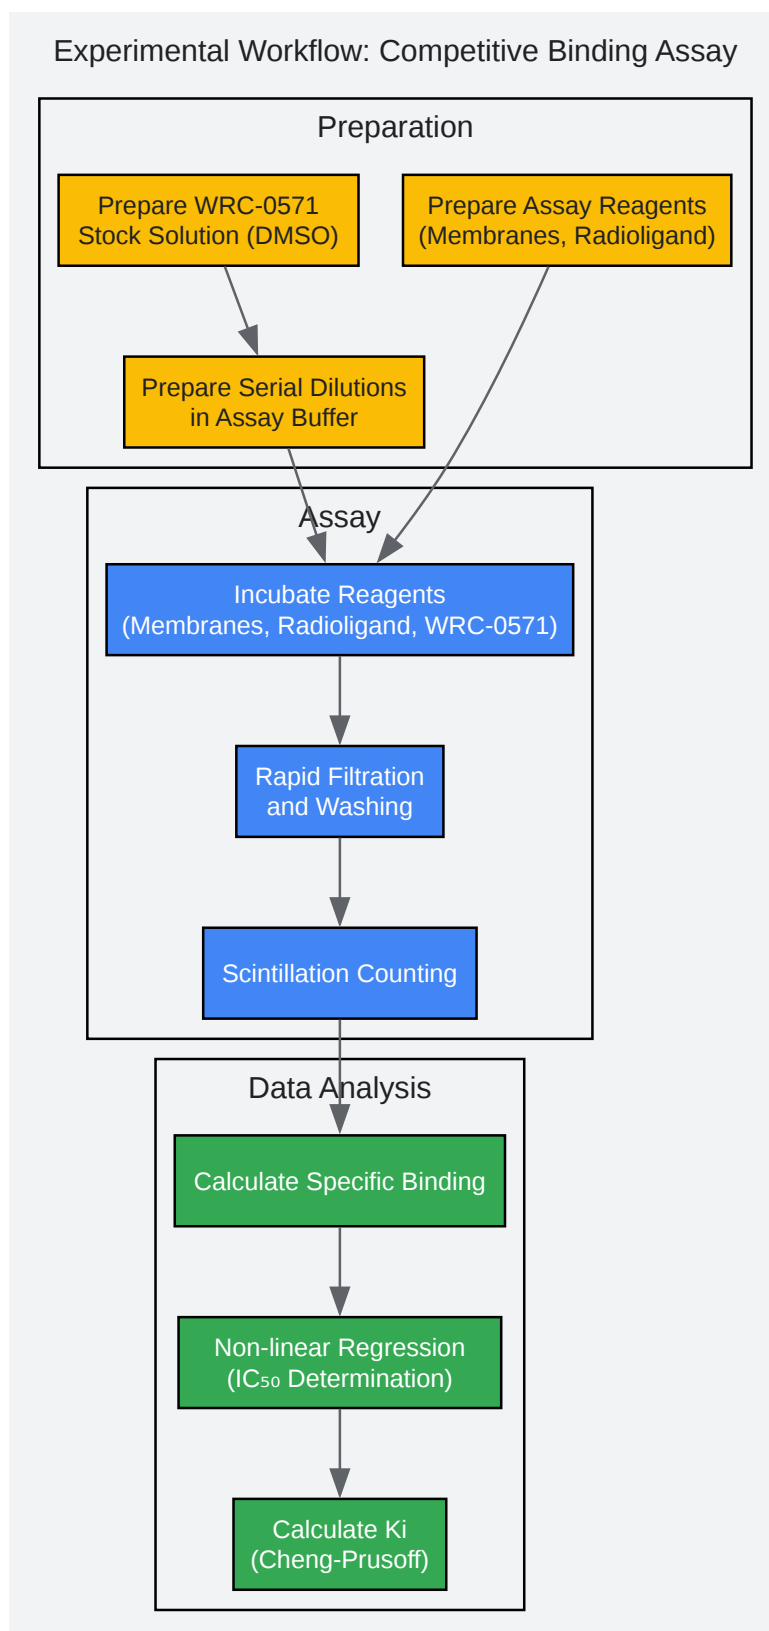 Experimental Workflow: Competitive Binding Assay
Preparation
Prepare WRC-0571
Stock Solution (DMSO)
Prepare Assay Reagents
(Membranes, Radioligand)
Prepare Serial Dilutions
in Assay Buffer
Assay
Incubate Reagents
(Membranes, Radioligand, WRC-0571)
Rapid Filtration
and Washing
Scintillation Counting
Data Analysis
Calculate Specific Binding
Non-linear Regression
(IC₅₀ Determination)
Calculate Ki
(Cheng-Prusoff)